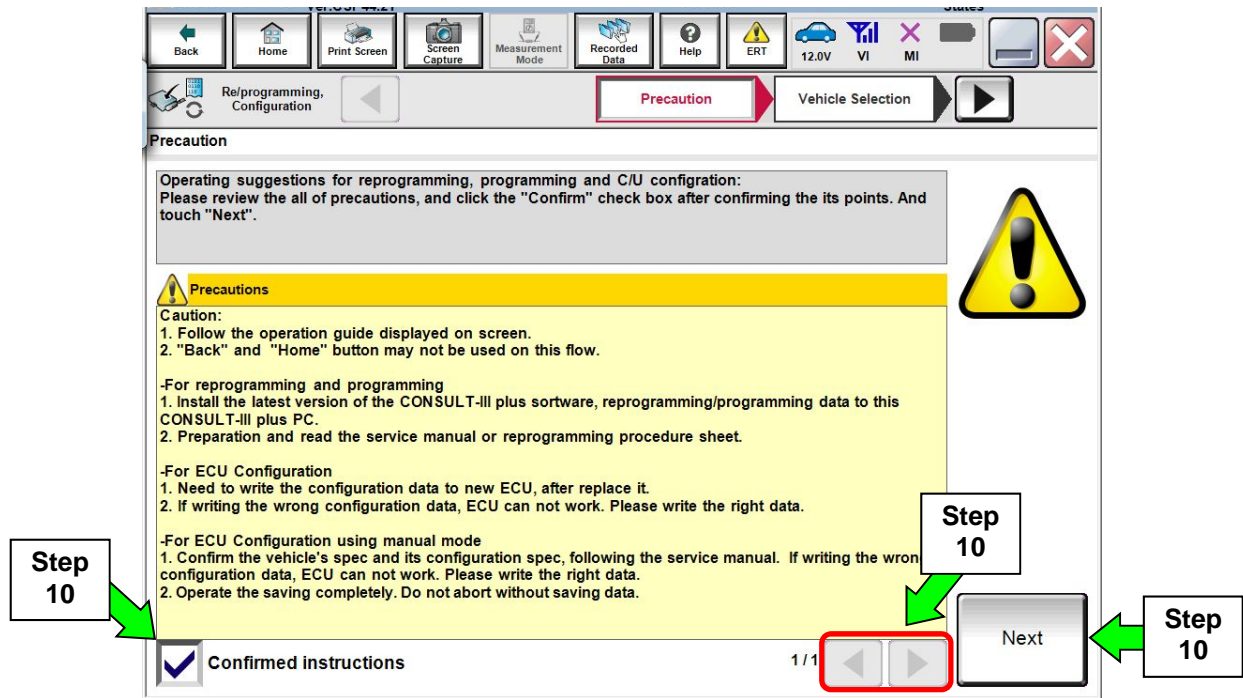 Back
Home
Print Screen
Screen
Capture
Measurement
Mode
Recorded
Data
Help
ERT
12.0V
VI
MI
Re/programming,
Configuration
Precaution
Vehicle Selection
Precaution
Operating suggestions for reprogramming, programming and C/U configration:
Please review the all of precautions, and click the "Confirm" check box after confirming the its points. And
touch "Next".
Precautions
Caution:
1. Follow the operation guide displayed on screen.
2. "Back" and "Home" button may not be used on this flow.
-For reprogramming and programming
1. Install the latest version of the CONSULT-III plus sortware, reprogramming/programming data to this
CONSULT-III plus PC.
2. Preparation and read the service manual or reprogramming procedure sheet.
-For ECU Configuration
1. Need to write the configuration data to new ECU, after replace it.
2. If writing the wrong configuration data, ECU can not work. Please write the right data.
-For ECU Configuration using manual mode
1. Confirm the vehicle's spec and its configuration spec, following the service manual. If writing the wrong
configuration data, ECU can not work. Please write the right data.
2. Operate the saving completely. Do not abort without saving data.
Step
10
Step
10
Confirmed instructions
1/1
Next
Step
10